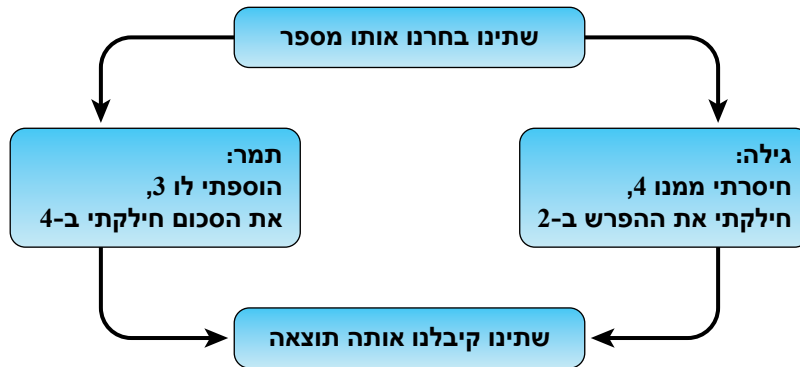 שתינו בחרנו אותו מספר
גילה:
חיסרתי ממנו 4,
חילקתי את ההפרש ב-2
תמר:
הוספתי לו 3,
את הסכום חילקתי ב-4
שתינו קיבלנו אותה תוצאה